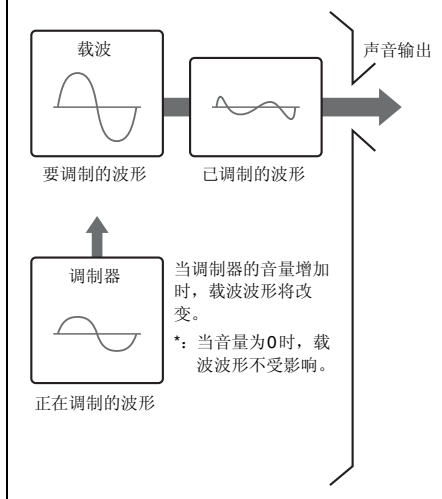 载波
声音输出
要调制的波形
已调制的波形
调制器
当调制器的音量增加
时，载波波形将改
变。
*：当音量为0时，载
波波形不受影响。
正在调制的波形